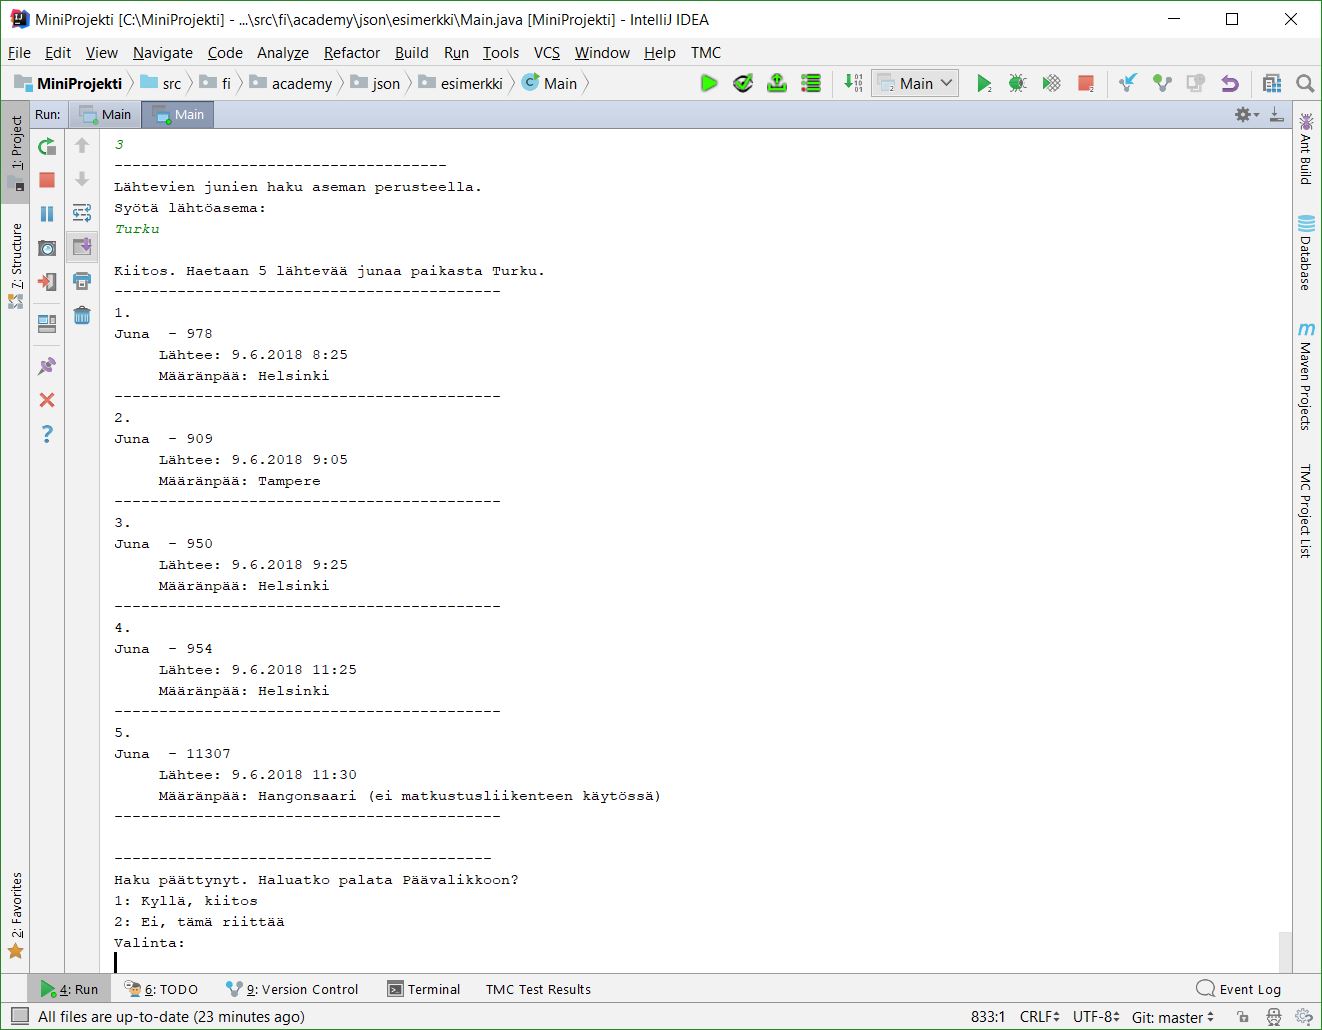 MiniProjekti [C:\MiniProjekti] - ...\src\fi\academy\json\esimerkki\Main.java [MiniProjekti] - IntelliJ IDEA
File Edit View Navigate Code Analyze Refactor Build Run Tools VCS Window Help TMC
MiniProjekti src fi academy json esimerkki Main Main
Run: Main Main
1: Project
7: Structure
2: Favorites
3
-------------------------------------
Lähtevien junien haku aseman perusteella.
Syötä lähtöasema:
Turku
Kiitos. Haetaan 5 lähtevää junaa paikasta Turku.
-------------------------------------------
1.
Juna  - 978
Lähtee: 9.6.2018 8:25
Määränpää: Helsinki
-------------------------------------------
2.
Juna  - 909
Lähtee: 9.6.2018 9:05
Määränpää: Tampere
-------------------------------------------
3.
Juna  - 950
Lähtee: 9.6.2018 9:25
Määränpää: Helsinki
-------------------------------------------
4.
Juna  - 954
Lähtee: 9.6.2018 11:25
Määränpää: Helsinki
-------------------------------------------
5.
Juna  - 11307
Lähtee: 9.6.2018 11:30
Määränpää: Hangonsaari (ei matkustusliikenteen käytössä)
-------------------------------------------
------------------------------------------
Haku päättynyt. Haluatko palata Päävalikkoon?
1: Kyllä, kiitos
2: Ei, tämä riittää
Valinta:
Ant Build
Database
Maven Projects
TMC Project List
4: Run 6: TODO 9: Version Control Terminal TMC Test Results Event Log
All files are up-to-date (23 minutes ago) 833:1 CRLF UTF-8 Git: master